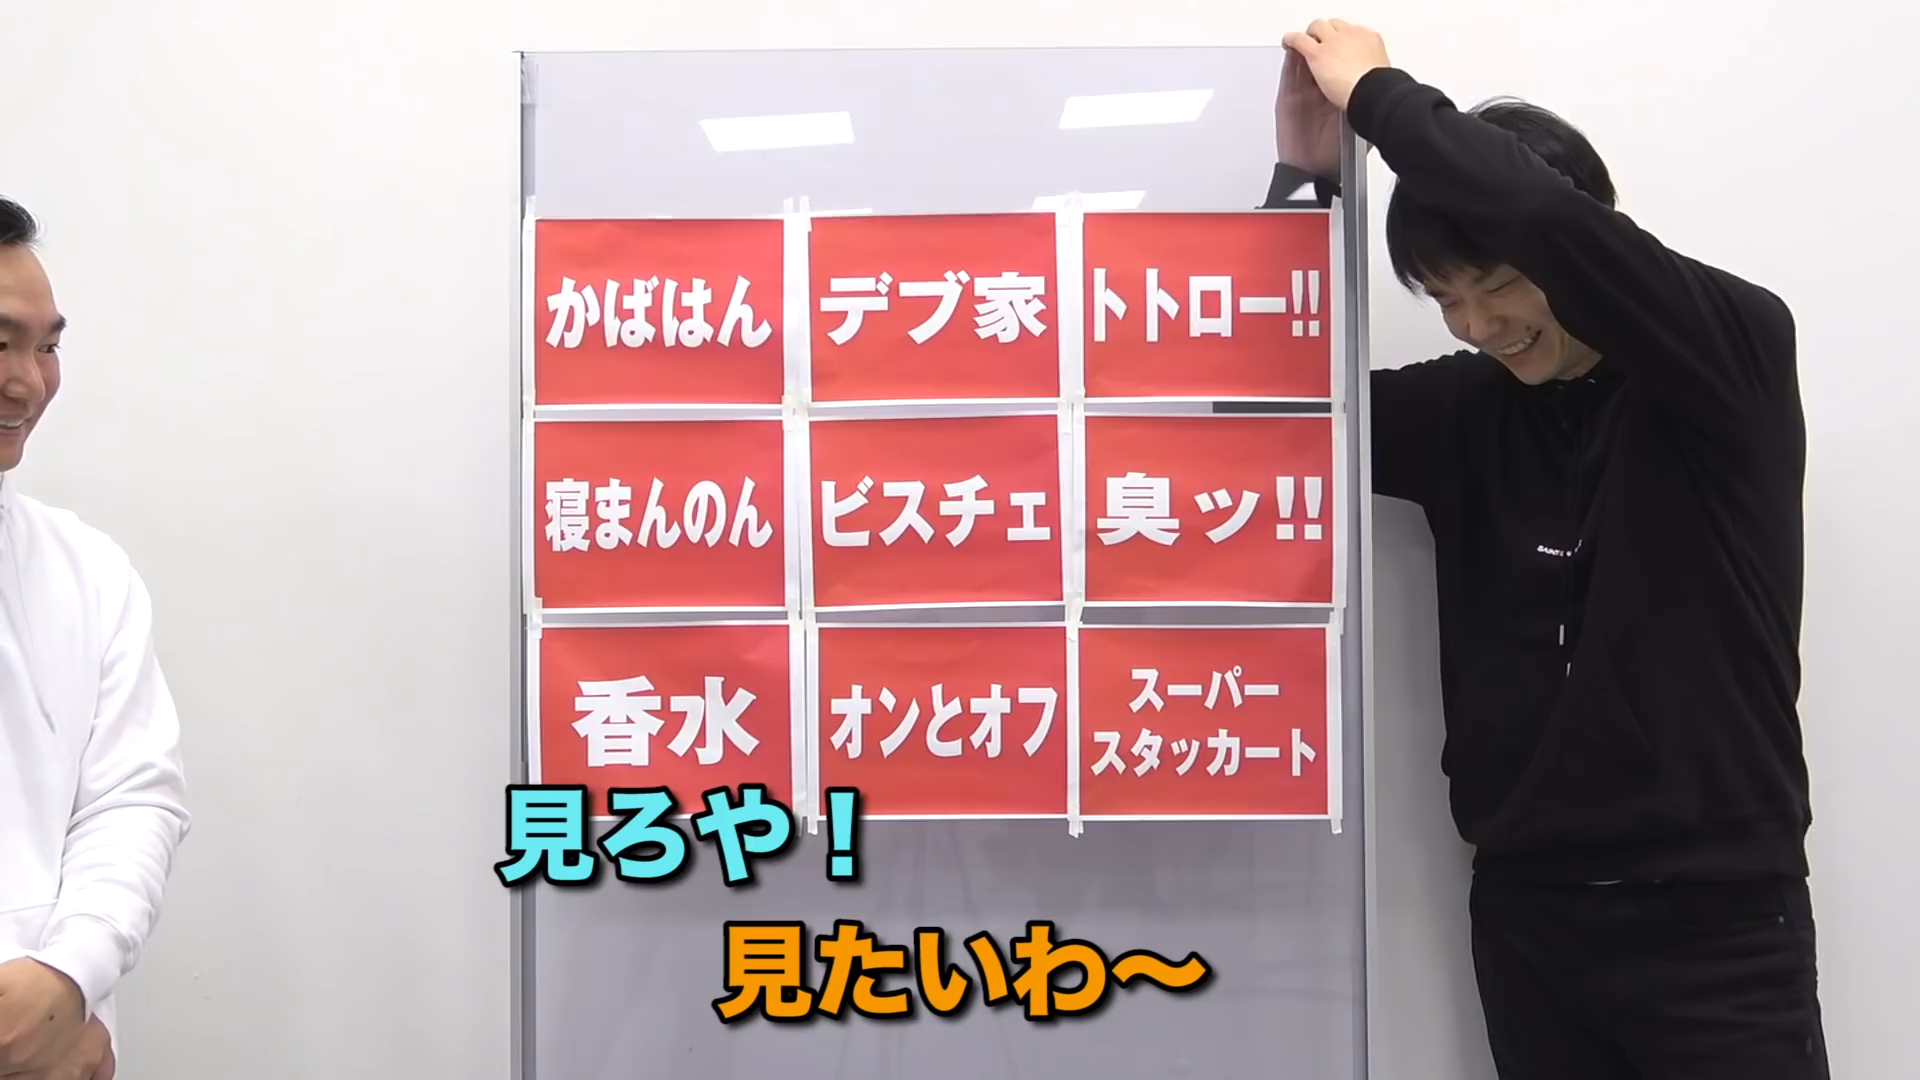 かばはん
デブ家
トトロー!!
寝まんのん
ビスチェ
臭ッ!!
香水
オンとオフ
スーパー
スタッカート
見ろや！
見たいわ〜